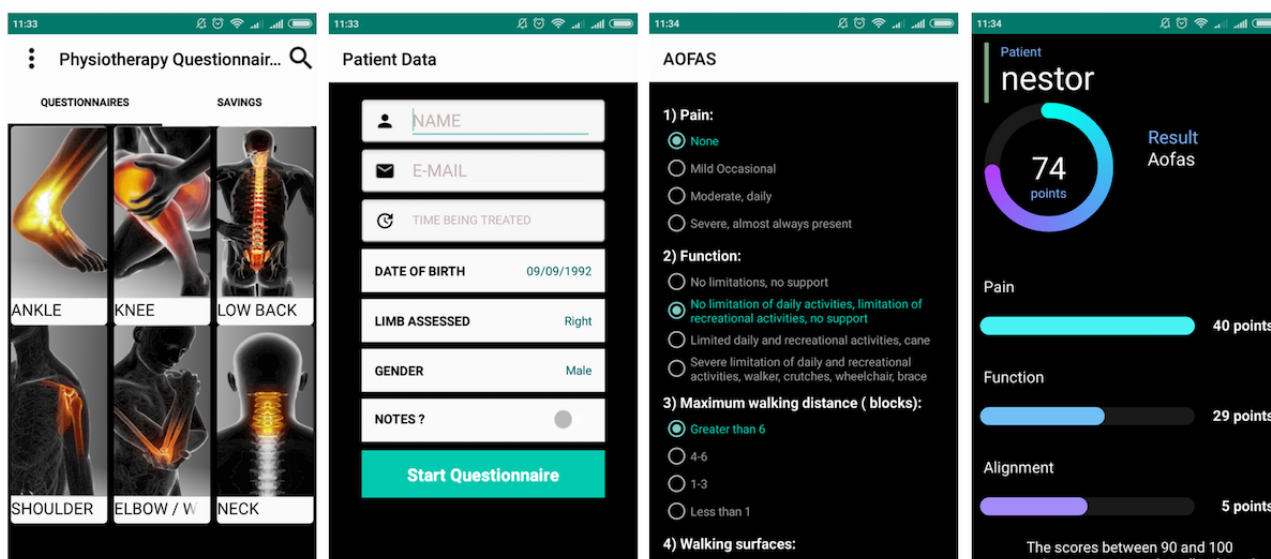 11:33
Physiotherapy Questionnair...
QUESTIONNAIRES SAVINGS
ANKLE KNEE LOW BACK
SHOULDER ELBOW / W NECK
11:33
Patient Data
NAME
E-MAIL
TIME BEING TREATED
DATE OF BIRTH 09/09/1992
LIMB ASSESSED Right
GENDER Male
NOTES ?
Start Questionnaire
11:34
AOFAS
1) Pain:
None
Mild Occasional
Moderate, daily
Severe, almost always present
2) Function:
No limitations, no support
No limitation of daily activities, limitation of
recreational activities, no support
Limited daily and recreational activities, cane
Severe limitation of daily and recreational
activities, walker, crutches, wheelchair, brace
3) Maximum walking distance ( blocks):
Greater than 6
4-6
1-3
Less than 1
4) Walking surfaces:
11:34
Patient
nestor
74
points
Result
Aofas
Pain
40 points
Function
29 points
Alignment
5 points
The scores between 90 and 100